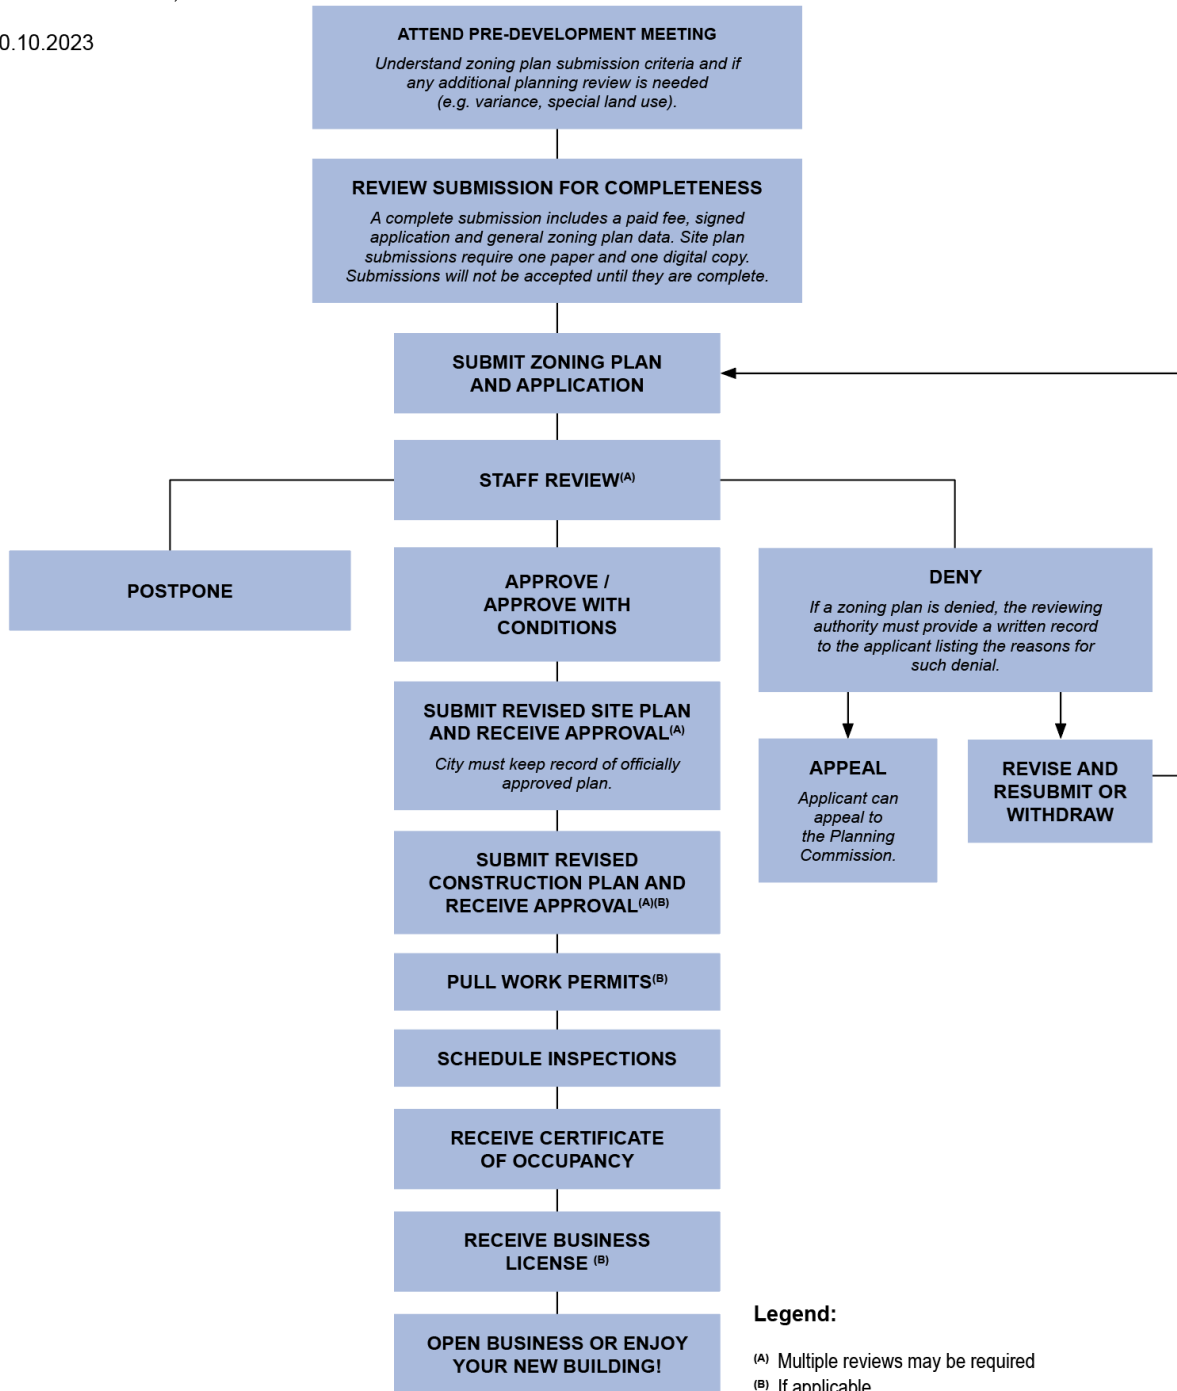 0.10.2023
ATTEND PRE-DEVELOPMENT MEETING
Understand zoning plan submission criteria and if
any additional planning review is needed
(e.g. variance, special land use).
REVIEW SUBMISSION FOR COMPLETENESS
A complete submission includes a paid fee, signed
application and general zoning plan data. Site plan
submissions require one paper and one digital copy.
Submissions will not be accepted until they are complete.
SUBMIT ZONING PLAN
AND APPLICATION
STAFF REVIEW(A)
POSTPONE
APPROVE /
APPROVE WITH
CONDITIONS
DENY
If a zoning plan is denied, the reviewing
authority must provide a written record
to the applicant listing the reasons for
such denial.
SUBMIT REVISED SITE PLAN
AND RECEIVE APPROVAL(A)
City must keep record of officially
approved plan.
APPEAL
Applicant can
appeal to
the Planning
Commission.
REVISE AND
RESUBMIT OR
WITHDRAW
SUBMIT REVISED
CONSTRUCTION PLAN AND
RECEIVE APPROVAL(A)(B)
PULL WORK PERMITS(B)
SCHEDULE INSPECTIONS
RECEIVE CERTIFICATE
OF OCCUPANCY
RECEIVE BUSINESS
LICENSE (B)
OPEN BUSINESS OR ENJOY
YOUR NEW BUILDING!
Legend:
(A) Multiple reviews may be required
(B) If applicable